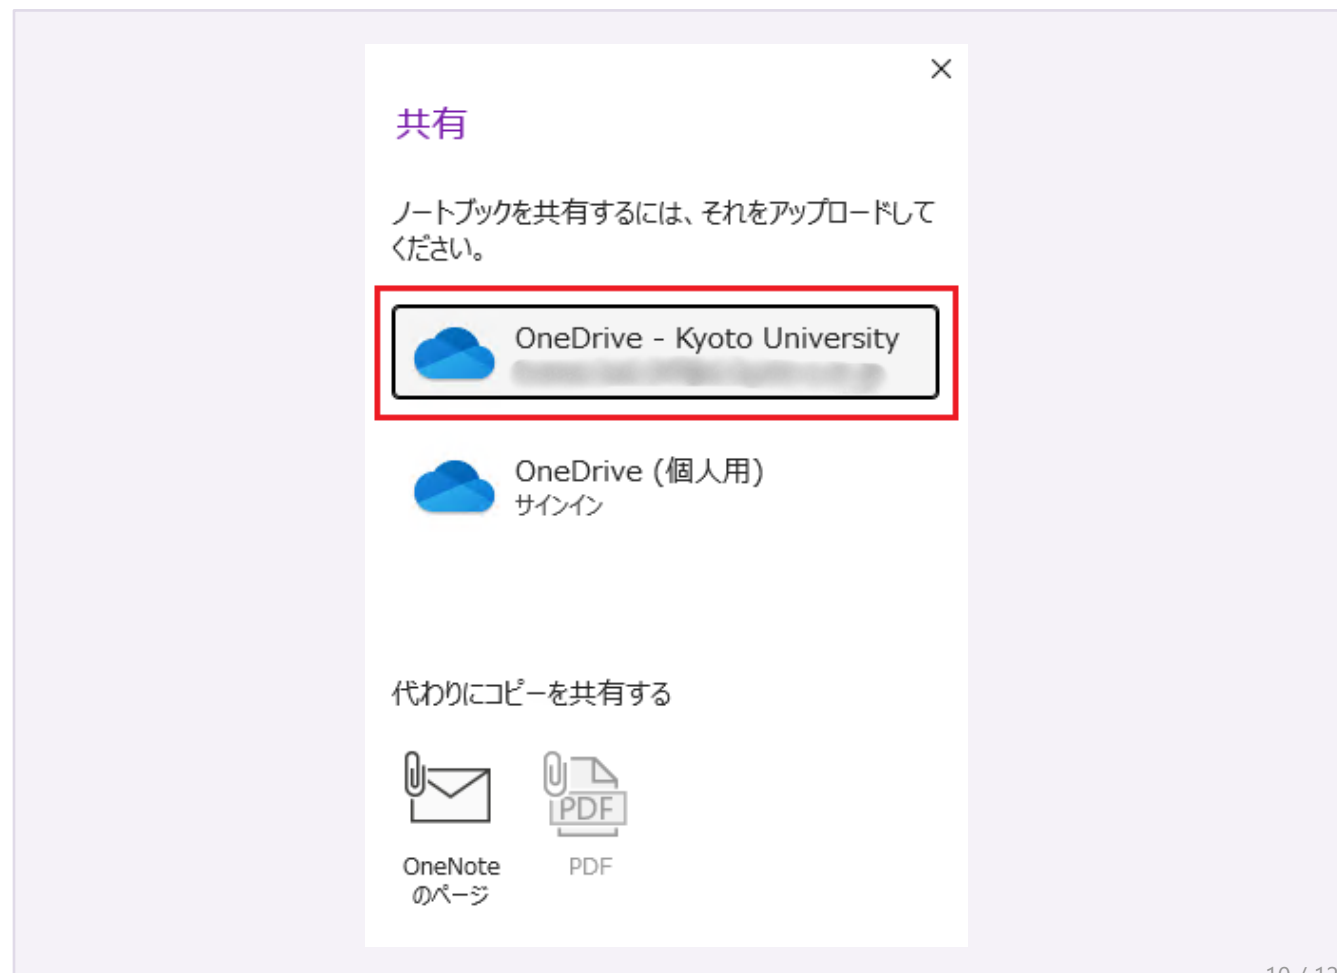 共有
ノートブックを共有するには、それをアップロードして
ください。
OneDrive - Kyoto University
OneDrive (個人用)
サインイン
代わりにコピーを共有する
PDF
OneNote
のページ
PDF